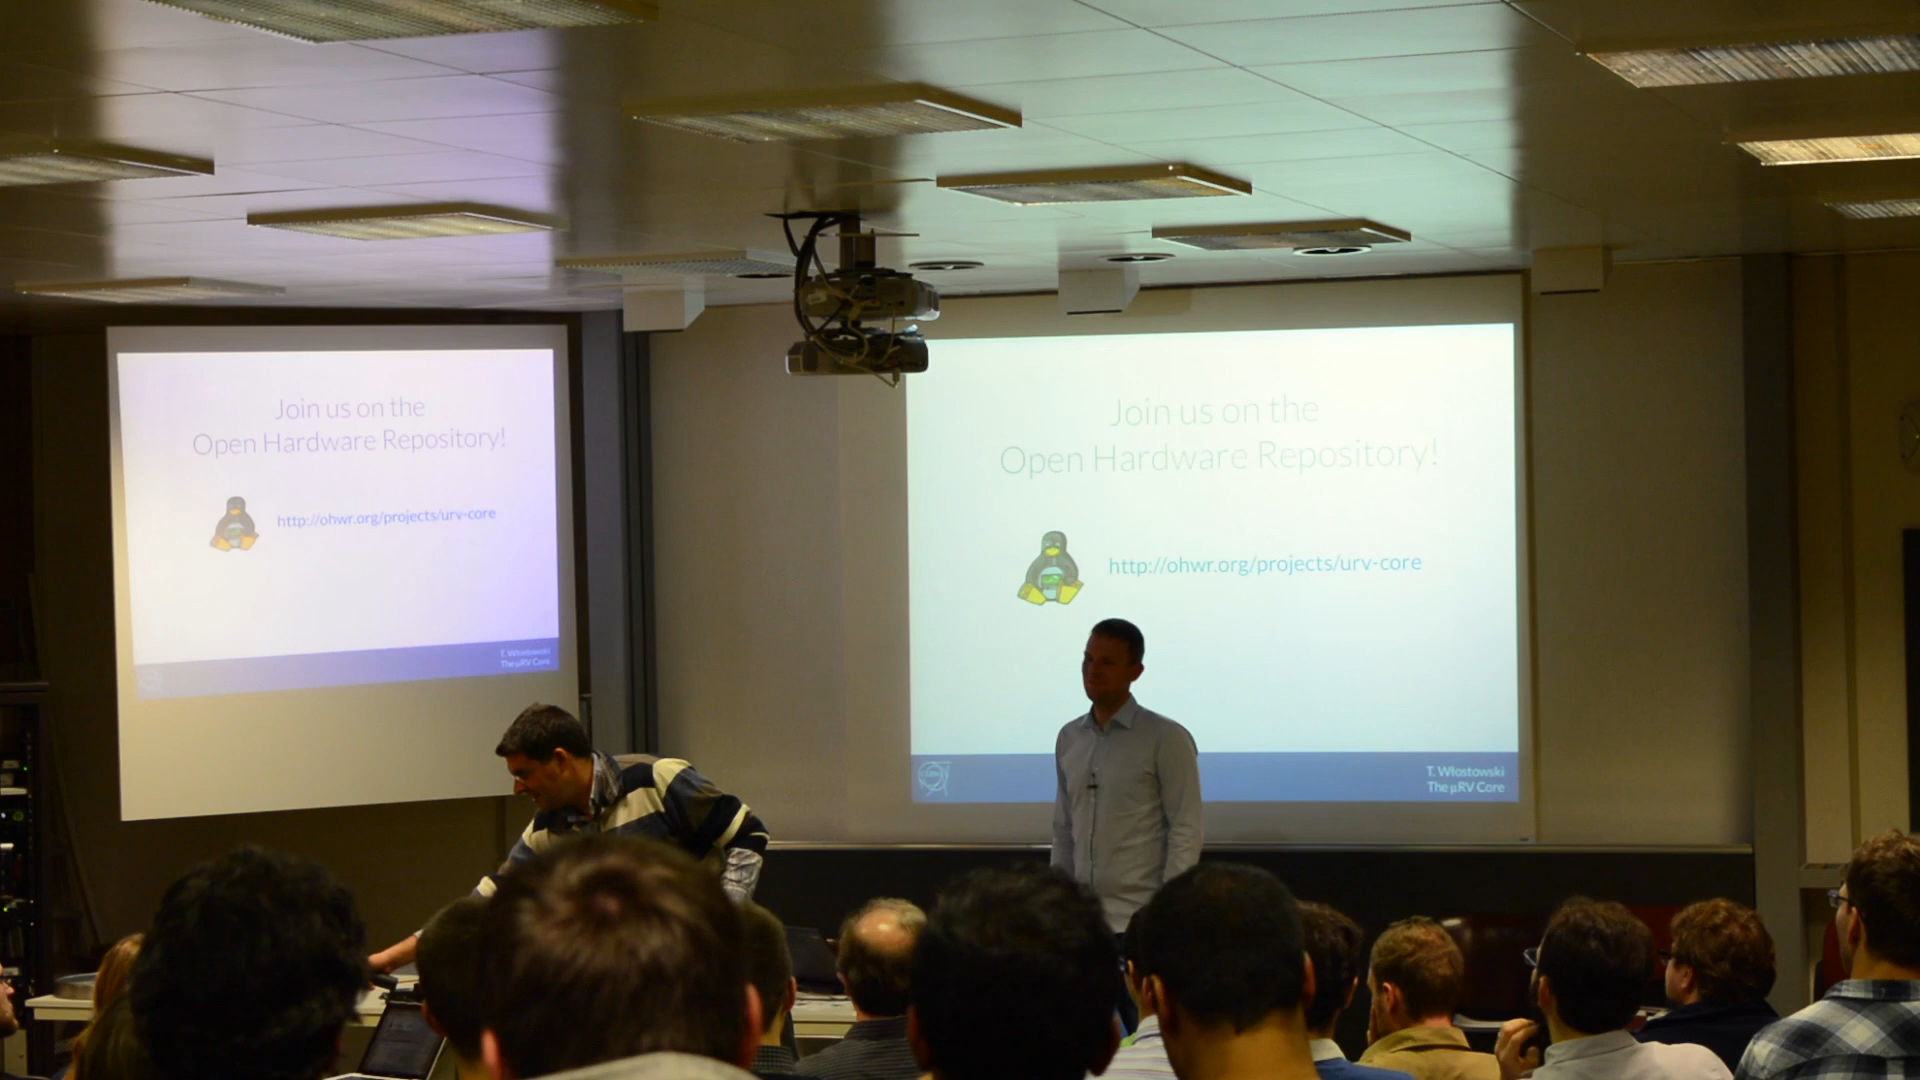 Join us on the
Open Hardware Repository!
http://ohwr.org/projects/urv-core
T. Włostowski
The µRV Core
Join us on the
Open Hardware Repository!
http://ohwr.org/projects/urv-core
CERN
T. Włostowski
The µRV Core